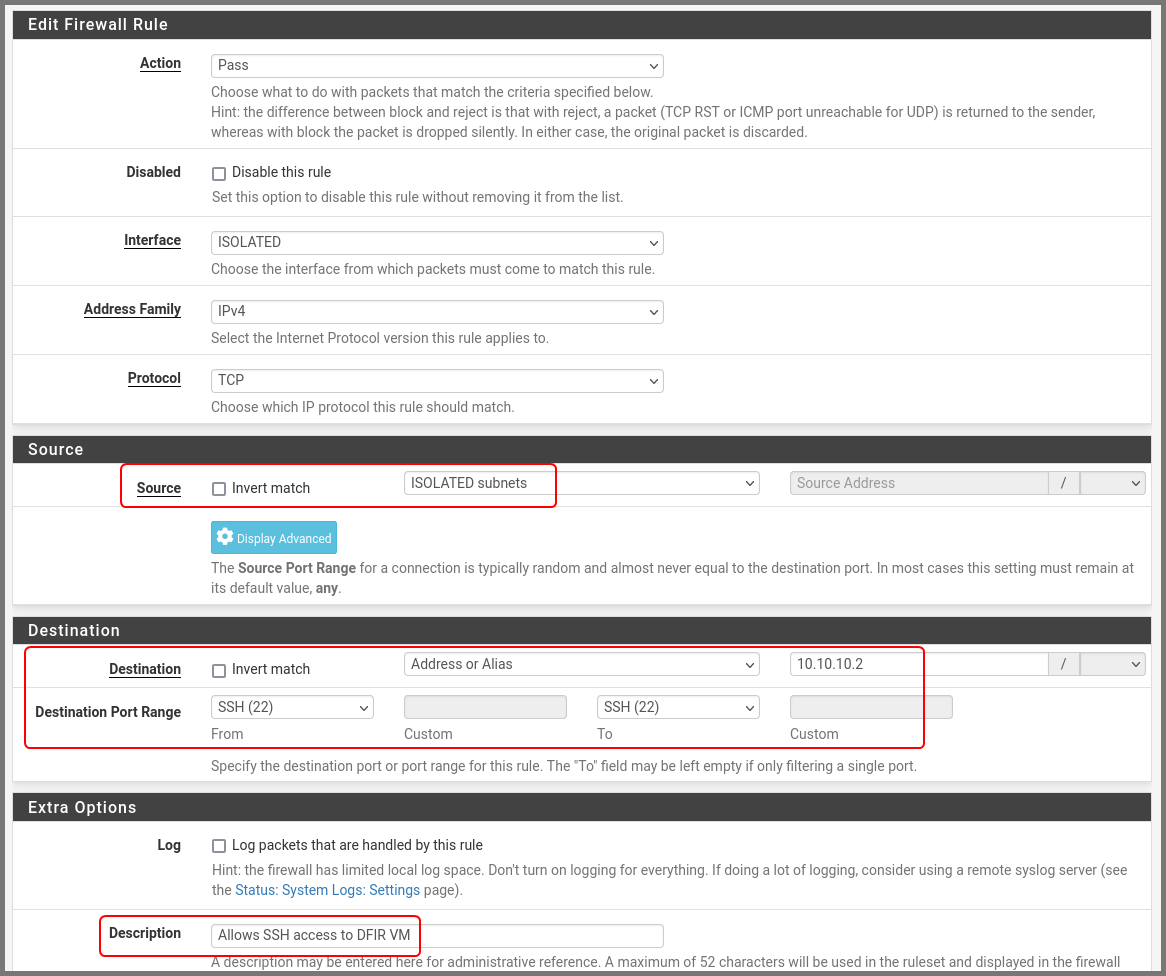 Edit Firewall Rule
Action
Pass
Choose what to do with packets that match the criteria specified below.
Hint: the difference between block and reject is that with reject, a packet (TCP RST or ICMP port unreachable for UDP) is returned to the sender,
whereas with block the packet is dropped silently. In either case, the original packet is discarded.
Disabled
Disable this rule
Set this option to disable this rule without removing it from the list.
Interface
ISOLATED
Choose the interface from which packets must come to match this rule.
Address Family
IPv4
Select the Internet Protocol version this rule applies to.
Protocol
TCP
Choose which IP protocol this rule should match.
Source
Source
Invert match
ISOLATED subnets
Source Address
/
Display Advanced
The Source Port Range for a connection is typically random and almost never equal to the destination port. In most cases this setting must remain at
its default value, any.
Destination
Destination
Invert match
Address or Alias
10.10.10.2
/
Destination Port Range
SSH (22)
SSH (22)
From
Custom
To
Custom
Specify the destination port or port range for this rule. The "To" field may be left empty if only filtering a single port.
Extra Options
Log
Log packets that are handled by this rule
Hint: the firewall has limited local log space. Don't turn on logging for everything. If doing a lot of logging, consider using a remote syslog server (see
the Status: System Logs: Settings page).
Description
Allows SSH access to DFIR VM
A description may be entered here for administrative reference. A maximum of 52 characters will be used in the ruleset and displayed in the firewall